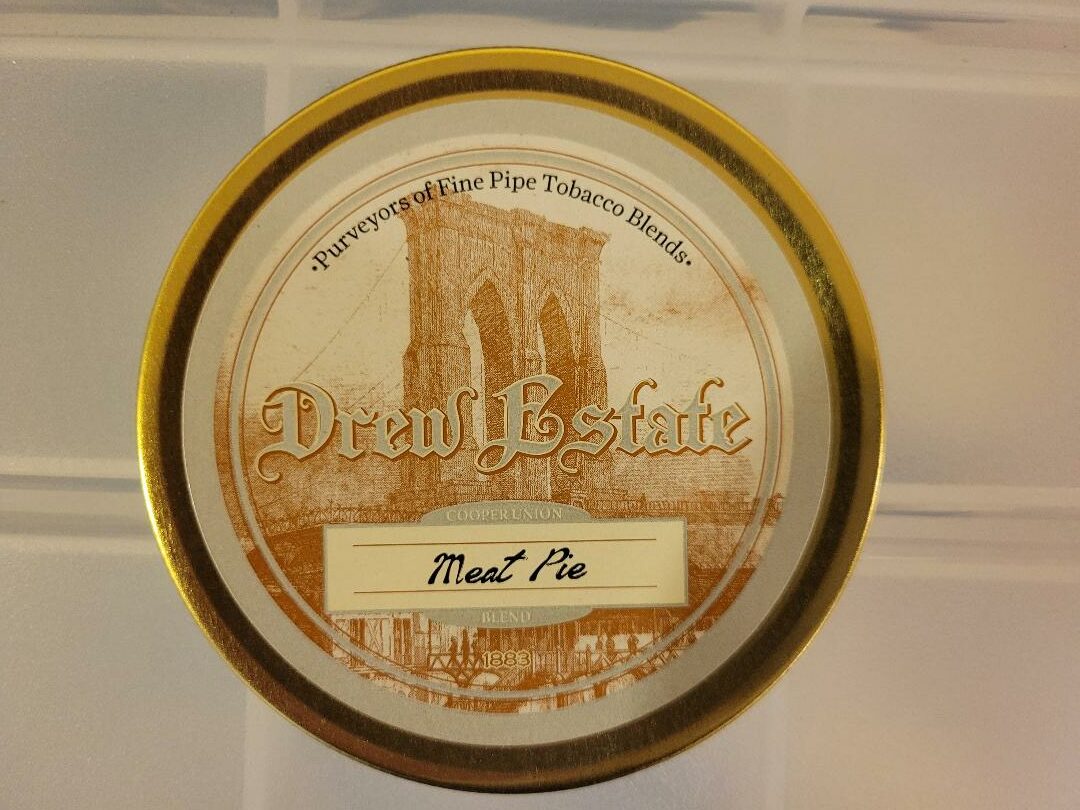 •Purveyors of Fine Pipe Tobacco Blends•
Drew Estate
COOPER UNION
Meat Pie
BLEND
1883